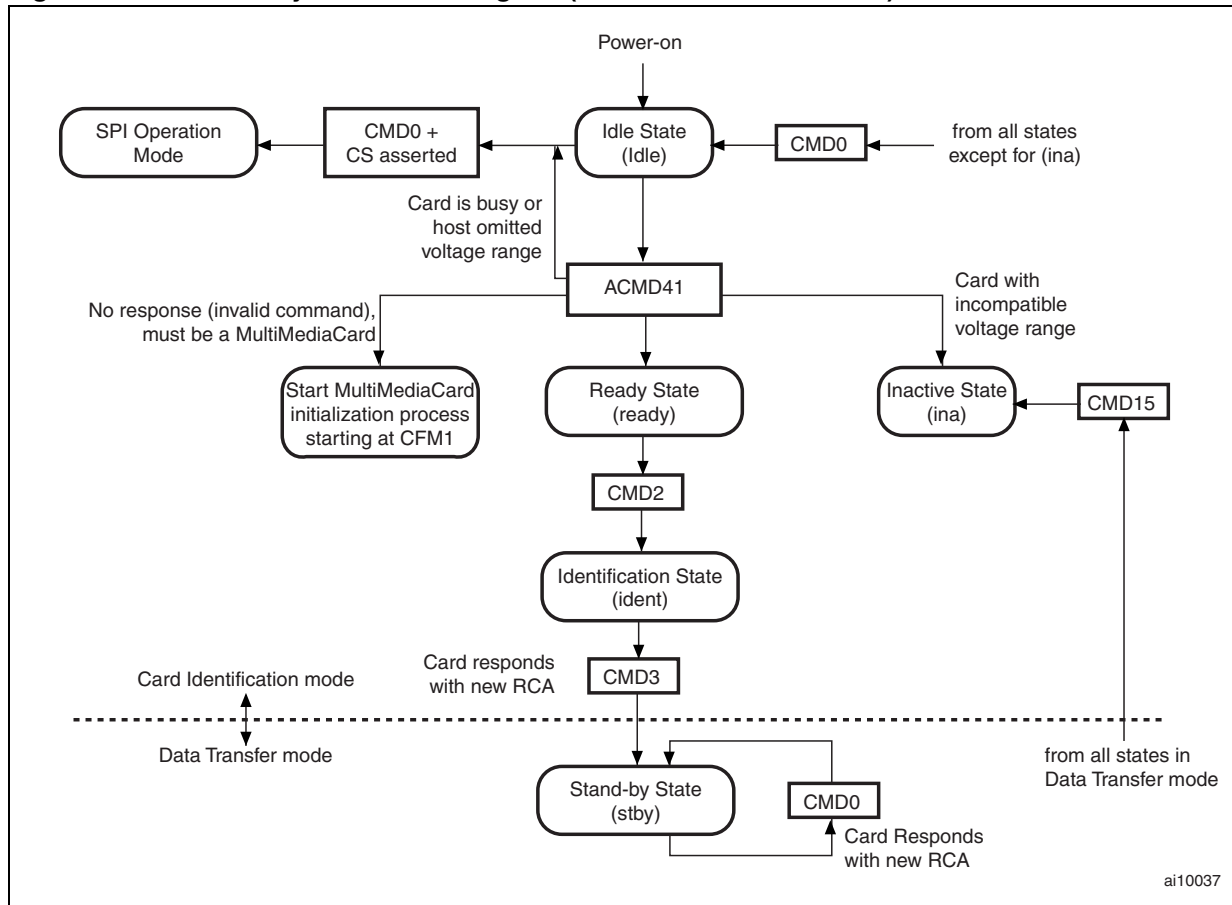 Power-on
SPI Operation
Mode
CMD0 +
CS asserted
Idle State
(Idle)
CMD0
from all states
except for (ina)
Card is busy or
host omitted
voltage range
ACMD41
No response (invalid command),
must be a MultiMediaCard
Card with
incompatible
voltage range
Start MultiMediaCard
initialization process
starting at CFM1
Ready State
(ready)
Inactive State
(ina)
CMD15
CMD2
Identification State
(ident)
Card responds
with new RCA
CMD3
Card Identification mode
Data Transfer mode
from all states in
Data Transfer mode
Stand-by State
(stby)
CMD0
Card Responds
with new RCA
ai10037